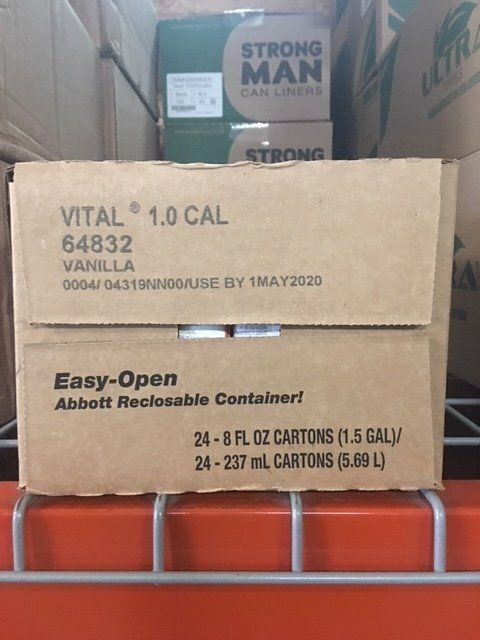 STRONG
MAN
CAN LINERS
STRONG
ULTRA
VITAL® 1.0 CAL
64832
VANILLA
0004/ 04319NN00/USE BY 1MAY2020
Easy-Open
Abbott Reclosable Container!
24 - 8 FL OZ CARTONS (1.5 GAL)/
24 - 237 mL CARTONS (5.69 L)